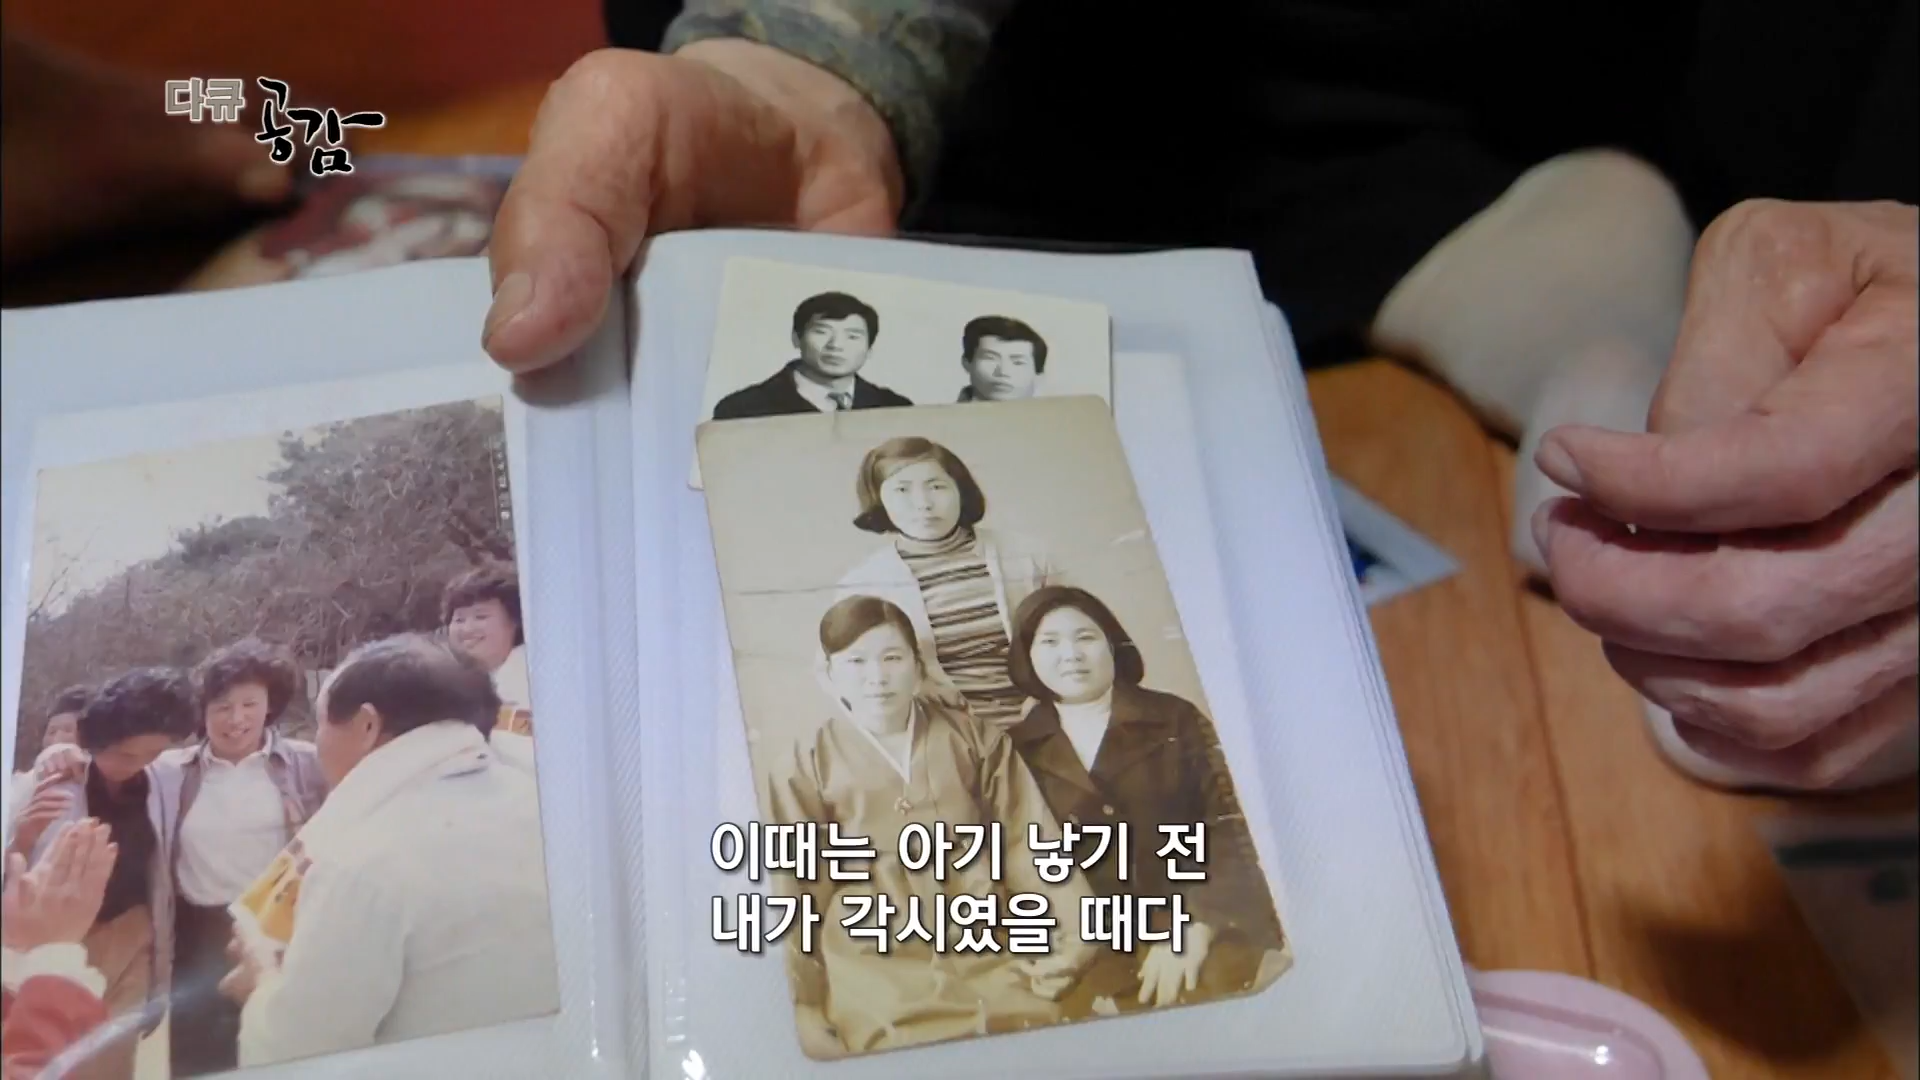 다큐 공감
이때는 아기 낳기 전
내가 각시였을 때다